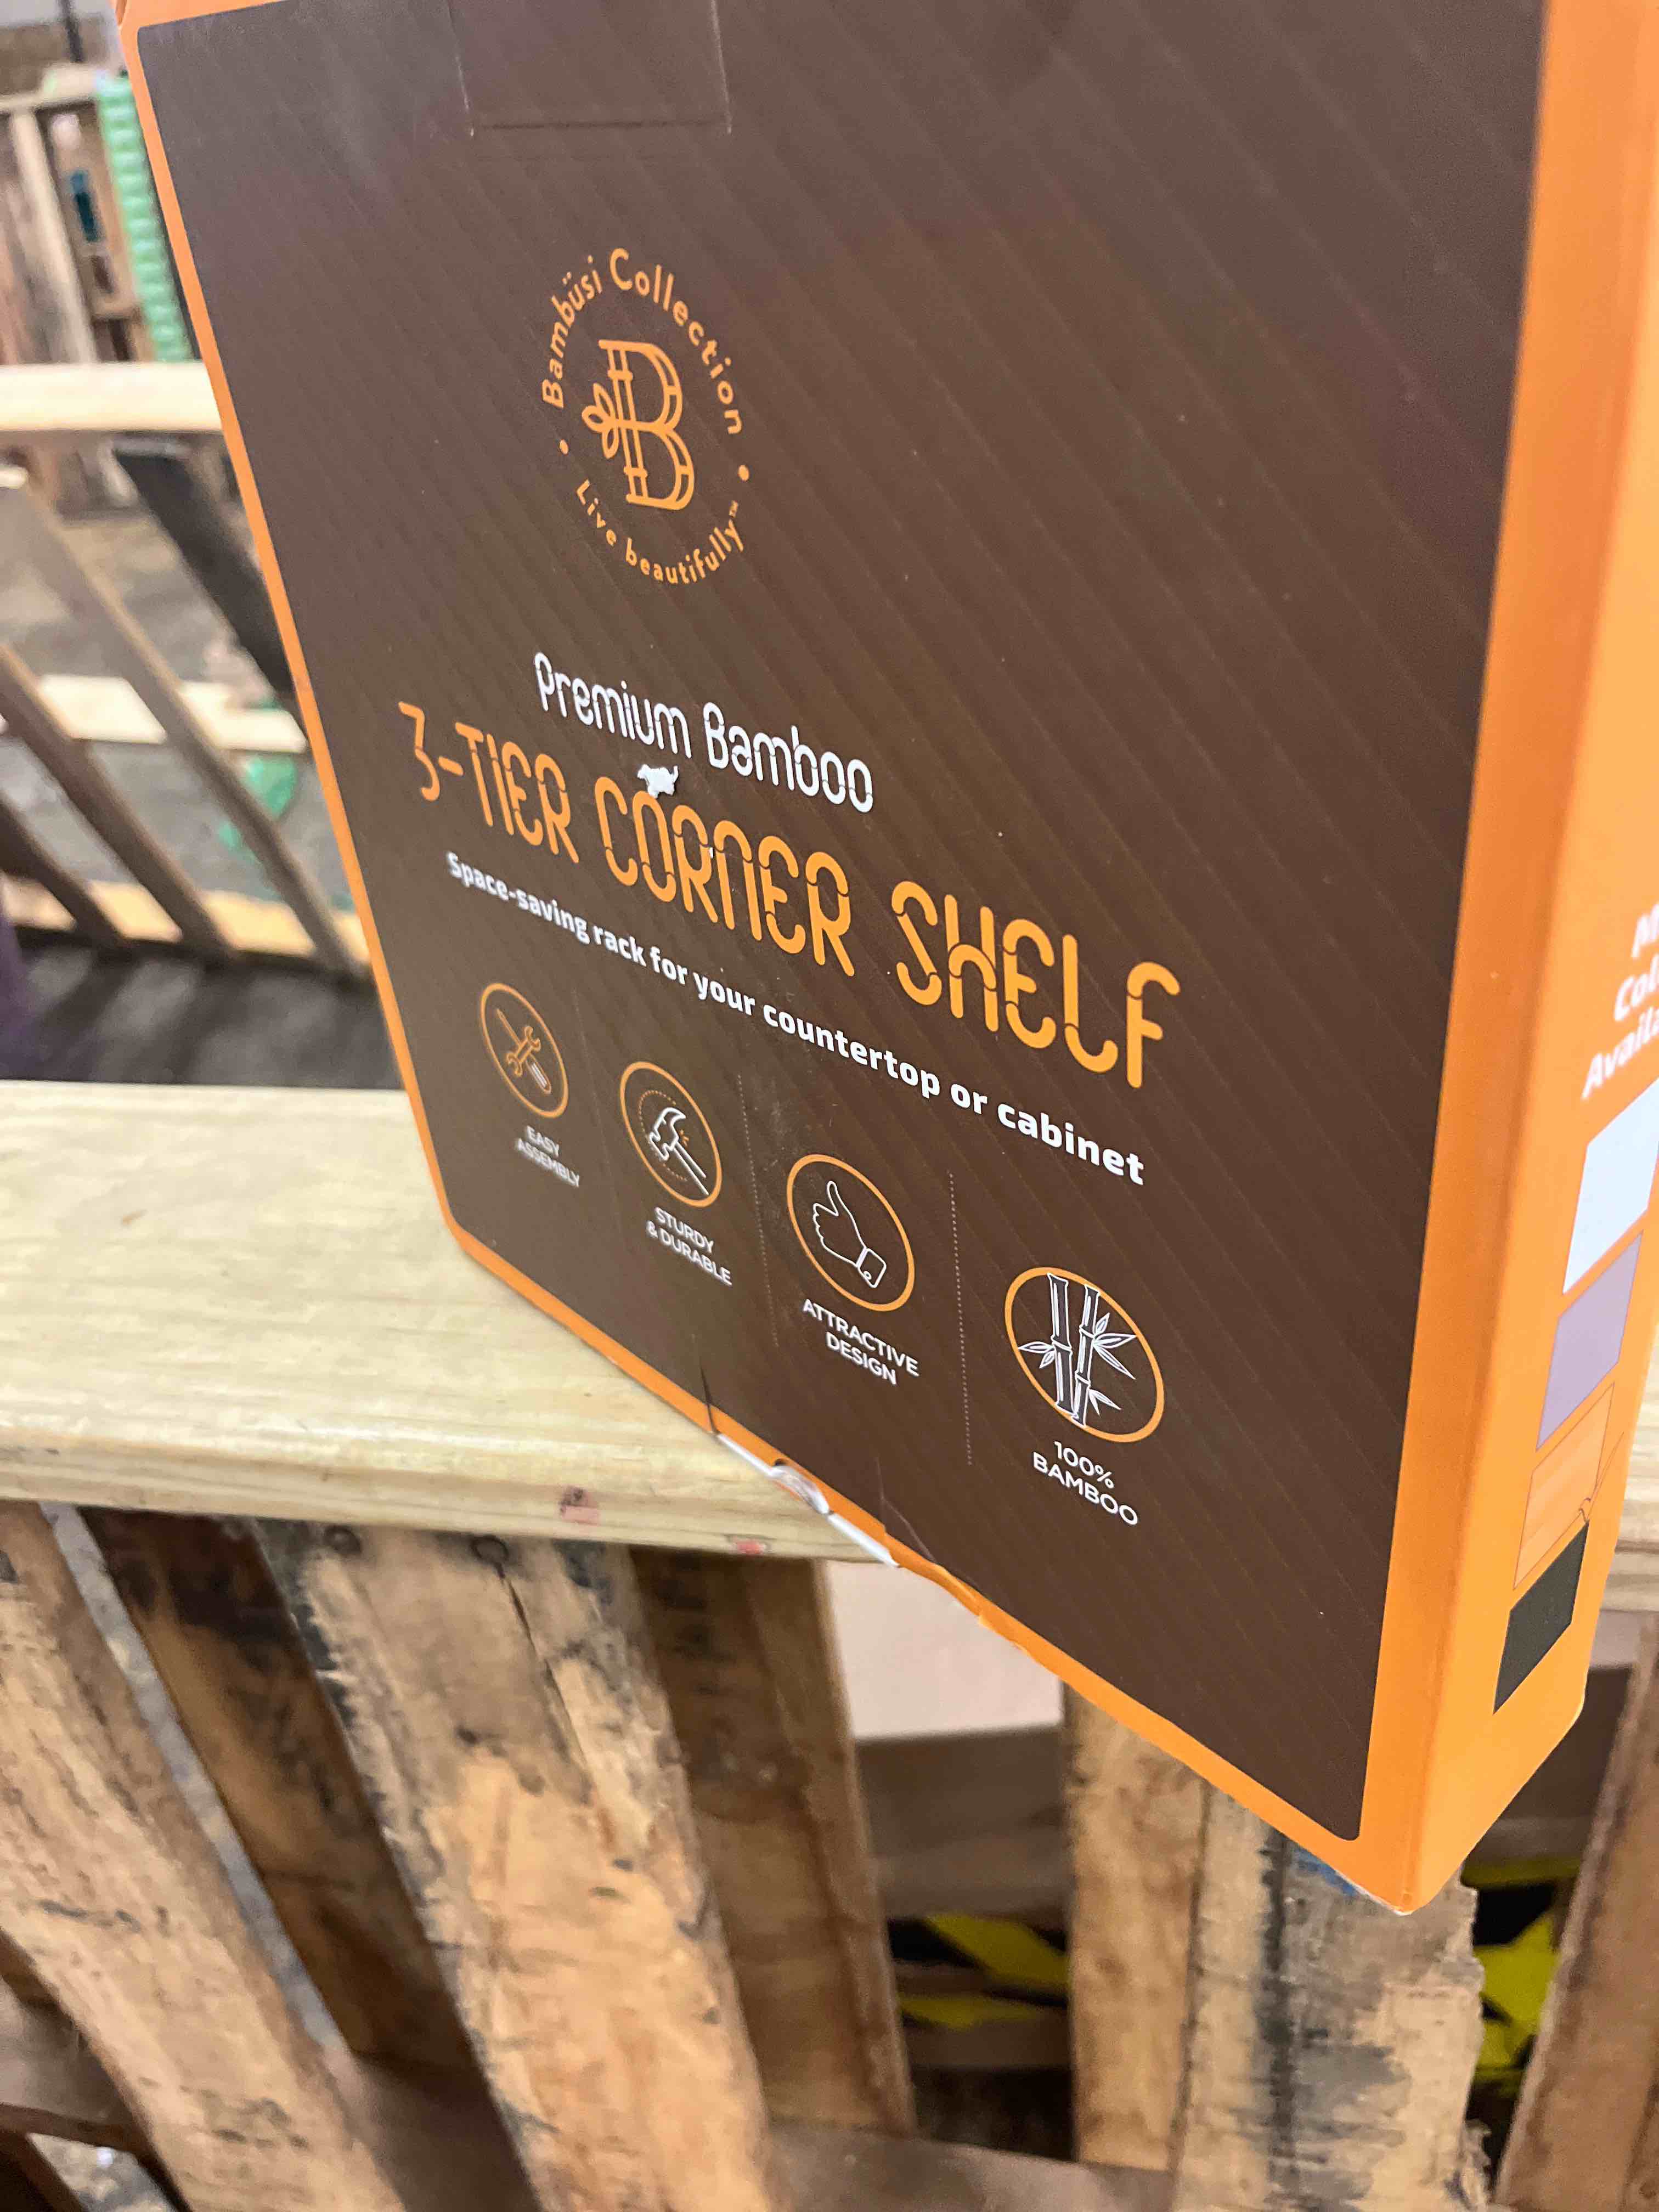 Bambüsi Collection
B
Live beautifully™
Premium Bamboo
3-TIER CORNER SHELF
Space-saving rack for your countertop or cabinet
EASY
ASSEMBLY
STURDY
& DURABLE
ATTRACTIVE
DESIGN
100%
BAMBOO